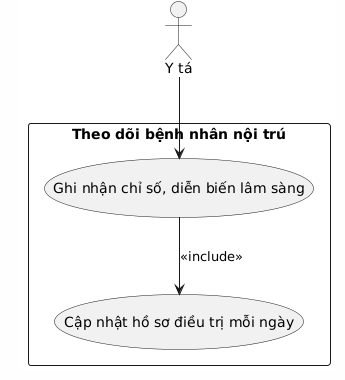 Y tá
Theo dõi bệnh nhân nội trú
Ghi nhận chỉ số, diễn biến lâm sàng
«include»
Cập nhật hồ sơ điều trị mỗi ngày